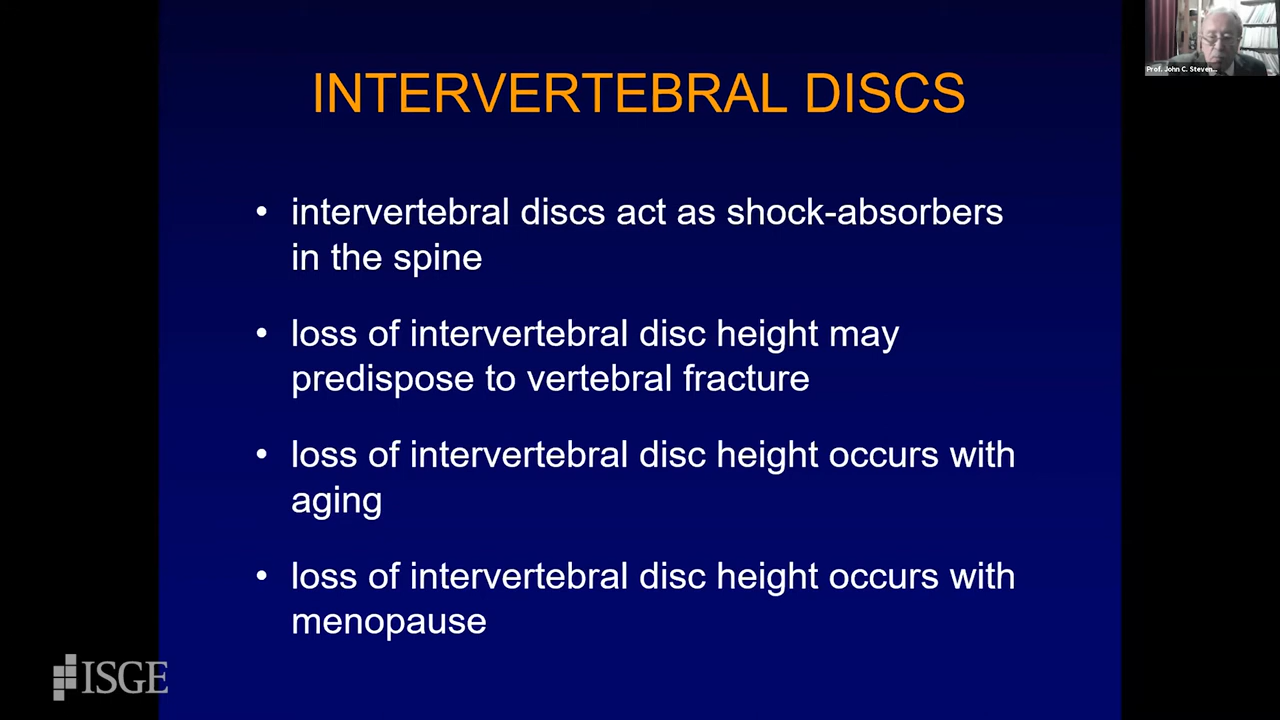 Prof. John C. Steven...
INTERVERTEBRAL DISCS
• intervertebral discs act as shock-absorbers
in the spine
• loss of intervertebral disc height may
predispose to vertebral fracture
• loss of intervertebral disc height occurs with
aging
• loss of intervertebral disc height occurs with
menopause
ISGE